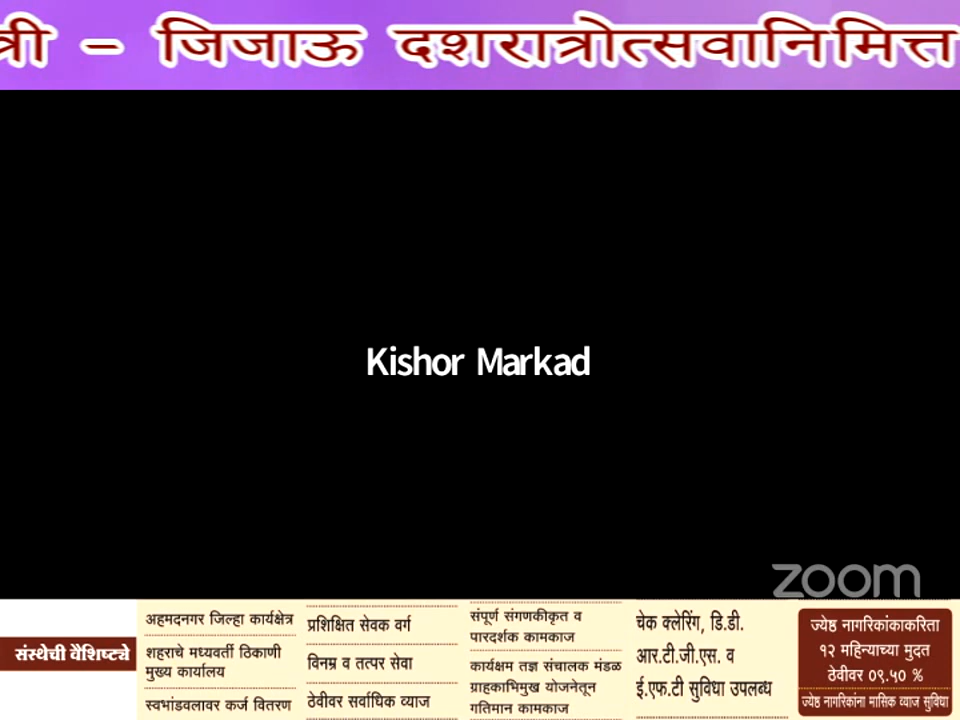 त्री – जिजाऊ दशरात्रोत्सवानिमित्त
Kishor Markad
zoom
संस्थेची वैशिष्ट्ये
अहमदनगर जिल्हा कार्यक्षेत्र
शहराचे मध्यवर्ती ठिकाणी
मुख्य कार्यालय
स्वभांडवलावर कर्ज वितरण
प्रशिक्षित सेवक वर्ग
विनम्र व तत्पर सेवा
ठेवीवर सर्वाधिक व्याज
संपूर्ण संगणकीकृत व
पारदर्शक कामकाज
कार्यक्षम तज्ञ संचालक मंडळ
ग्राहकाभिमुख योजनेतून
गतिमान कामकाज
चेक क्लेरिंग, डि.डी.
आर.टी.जी.एस. व
ई.एफ.टी सुविधा उपलब्ध
ज्येष्ठ नागरिकांकाकरिता
१२ महिन्याच्या मुदत
ठेवीवर ०९.५० %
ज्येष्ठ नागरिकांना मासिक व्याज सुविधा